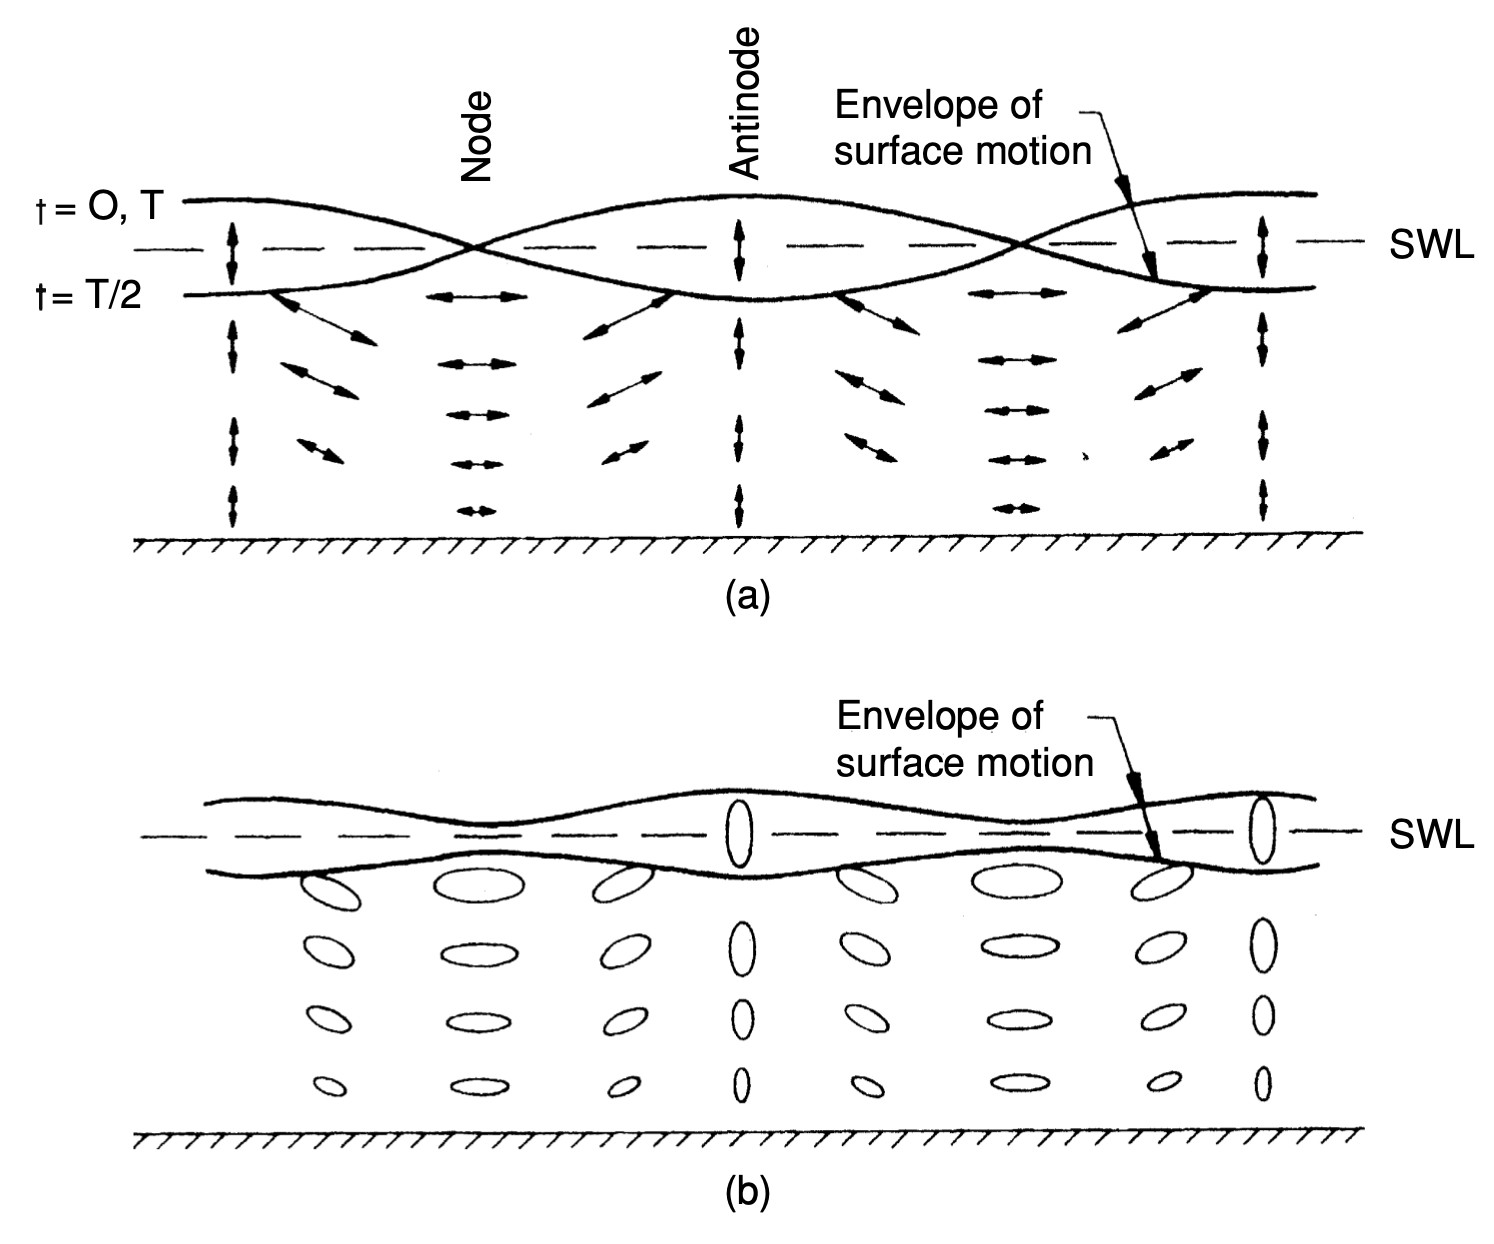 Node
Antinode
Envelope of
surface motion
t = O, T
SWL
t = T/2
(a)
Envelope of
surface motion
SWL
(b)